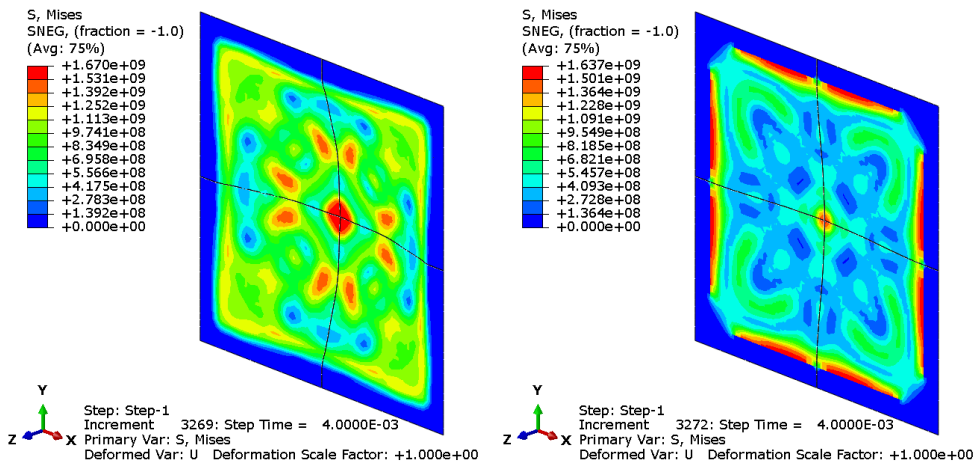 S, Mises
SNEG, (fraction = -1.0)
(Avg: 75%)
+1.670e+09
+1.531e+09
+1.392e+09
+1.252e+09
+1.113e+09
+9.741e+08
+8.349e+08
+6.958e+08
+5.566e+08
+4.175e+08
+2.783e+08
+1.392e+08
+0.000e+00
Y
Z
X
Step: Step-1
Increment 3269: Step Time = 4.0000E-03
Primary Var: S, Mises
Deformed Var: U Deformation Scale Factor: +1.000e+00
S, Mises
SNEG, (fraction = -1.0)
(Avg: 75%)
+1.637e+09
+1.501e+09
+1.364e+09
+1.228e+09
+1.091e+09
+9.549e+08
+8.185e+08
+6.821e+08
+5.457e+08
+4.093e+08
+2.728e+08
+1.364e+08
+0.000e+00
Y
Z
X
Step: Step-1
Increment 3272: Step Time = 4.0000E-03
Primary Var: S, Mises
Deformed Var: U Deformation Scale Factor: +1.000e+00